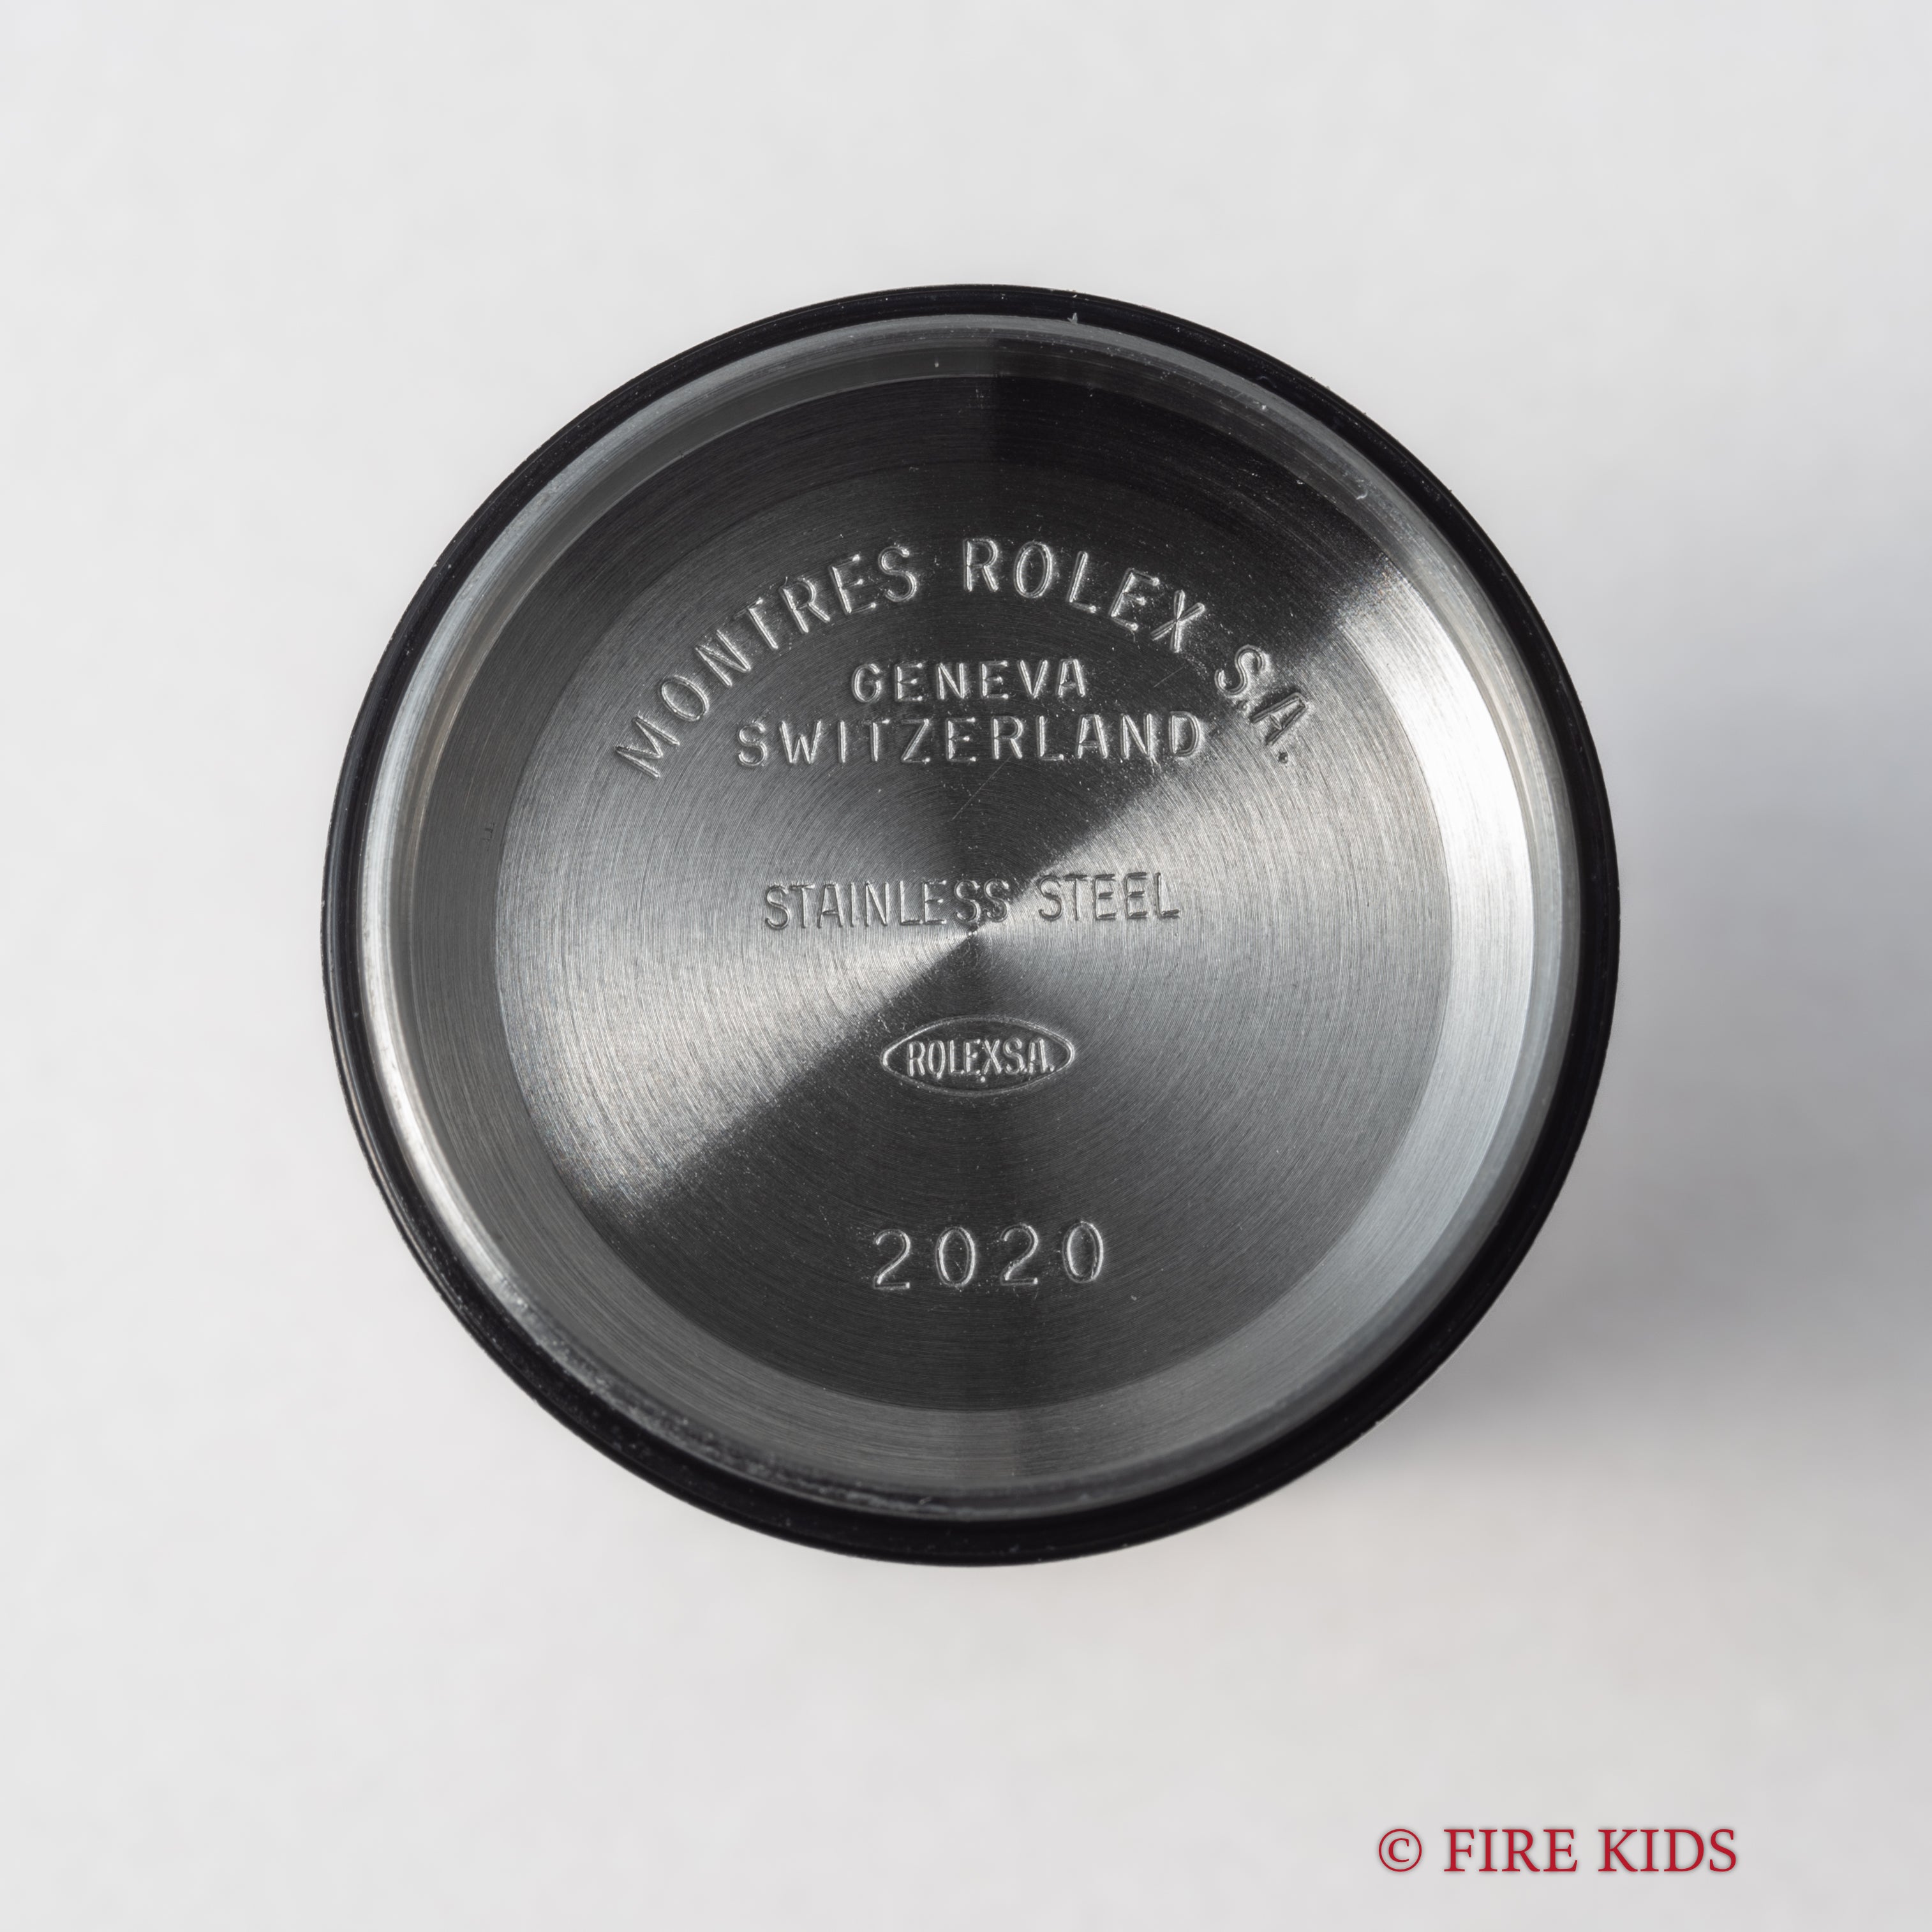 MONTRES ROLEX S.A.
GENEVA
SWITZERLAND
STAINLESS STEEL
ROLEX S.A.
2020
© FIRE KIDS